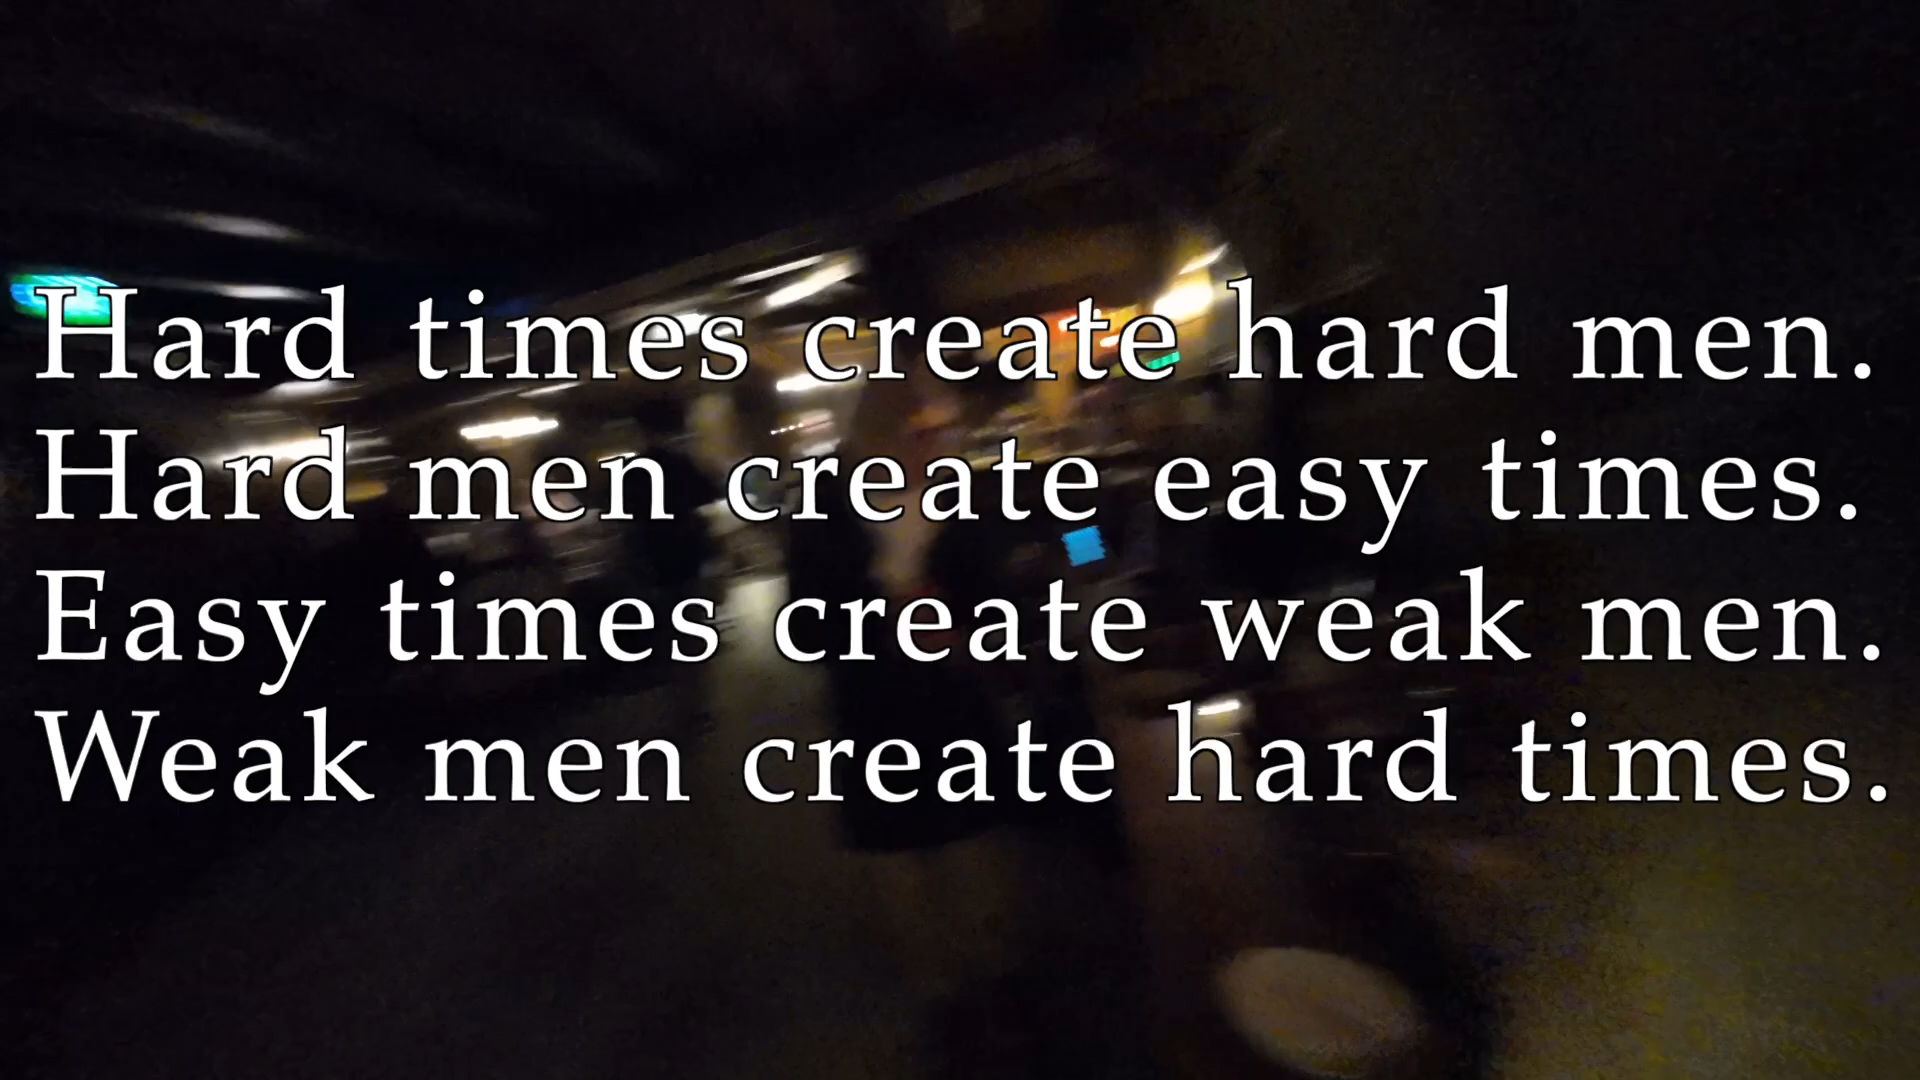 Hard times create hard men.
Hard men create easy times.
Easy times create weak men.
Weak men create hard times.